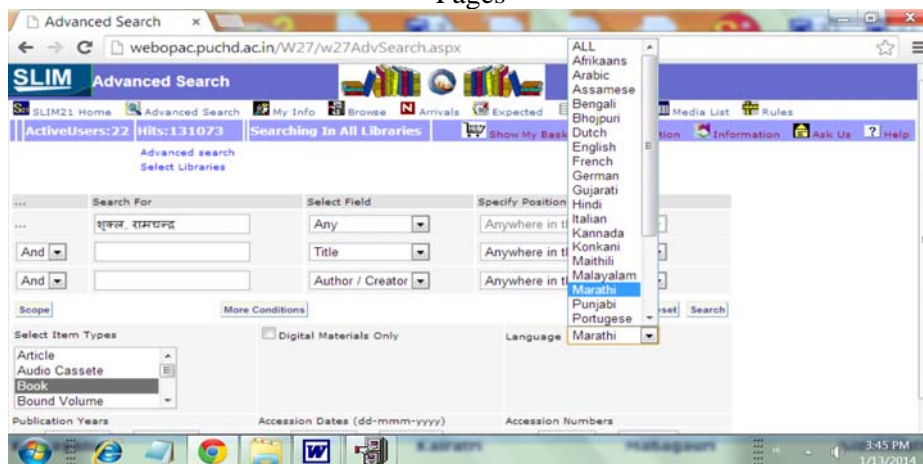 Pages
Advanced Search
webopac.puchd.ac.in/W27/w27AdvSearch.aspx
SLIM Advanced Search
SLIM21 Home Advanced Search My Info Browse Arrivals Expected Media List Rules
ActiveUsers:22 Hits:131073 Searching In All Libraries Show My Bask tion Information Ask Us Help
Advanced search
Select Libraries
... Search For Select Field Specify Position
... शुक्ल, रामचन्द्र Any Anywhere in t
And Title Anywhere in t
And Author / Creator Anywhere in t
Scope More Conditions set Search
Select Item Types Digital Materials Only Language Marathi
Article
Audio Cassete
Book
Bound Volume
Publication Years Accession Dates (dd-mmm-yyyy) Accession Numbers
ALL
Afrikaans
Arabic
Assamese
Bengali
Bhojpuri
Dutch
English
French
German
Gujarati
Hindi
Italian
Kannada
Konkani
Maithili
Malayalam
Marathi
Punjabi
Portugese
3:45 PM
1/13/2014